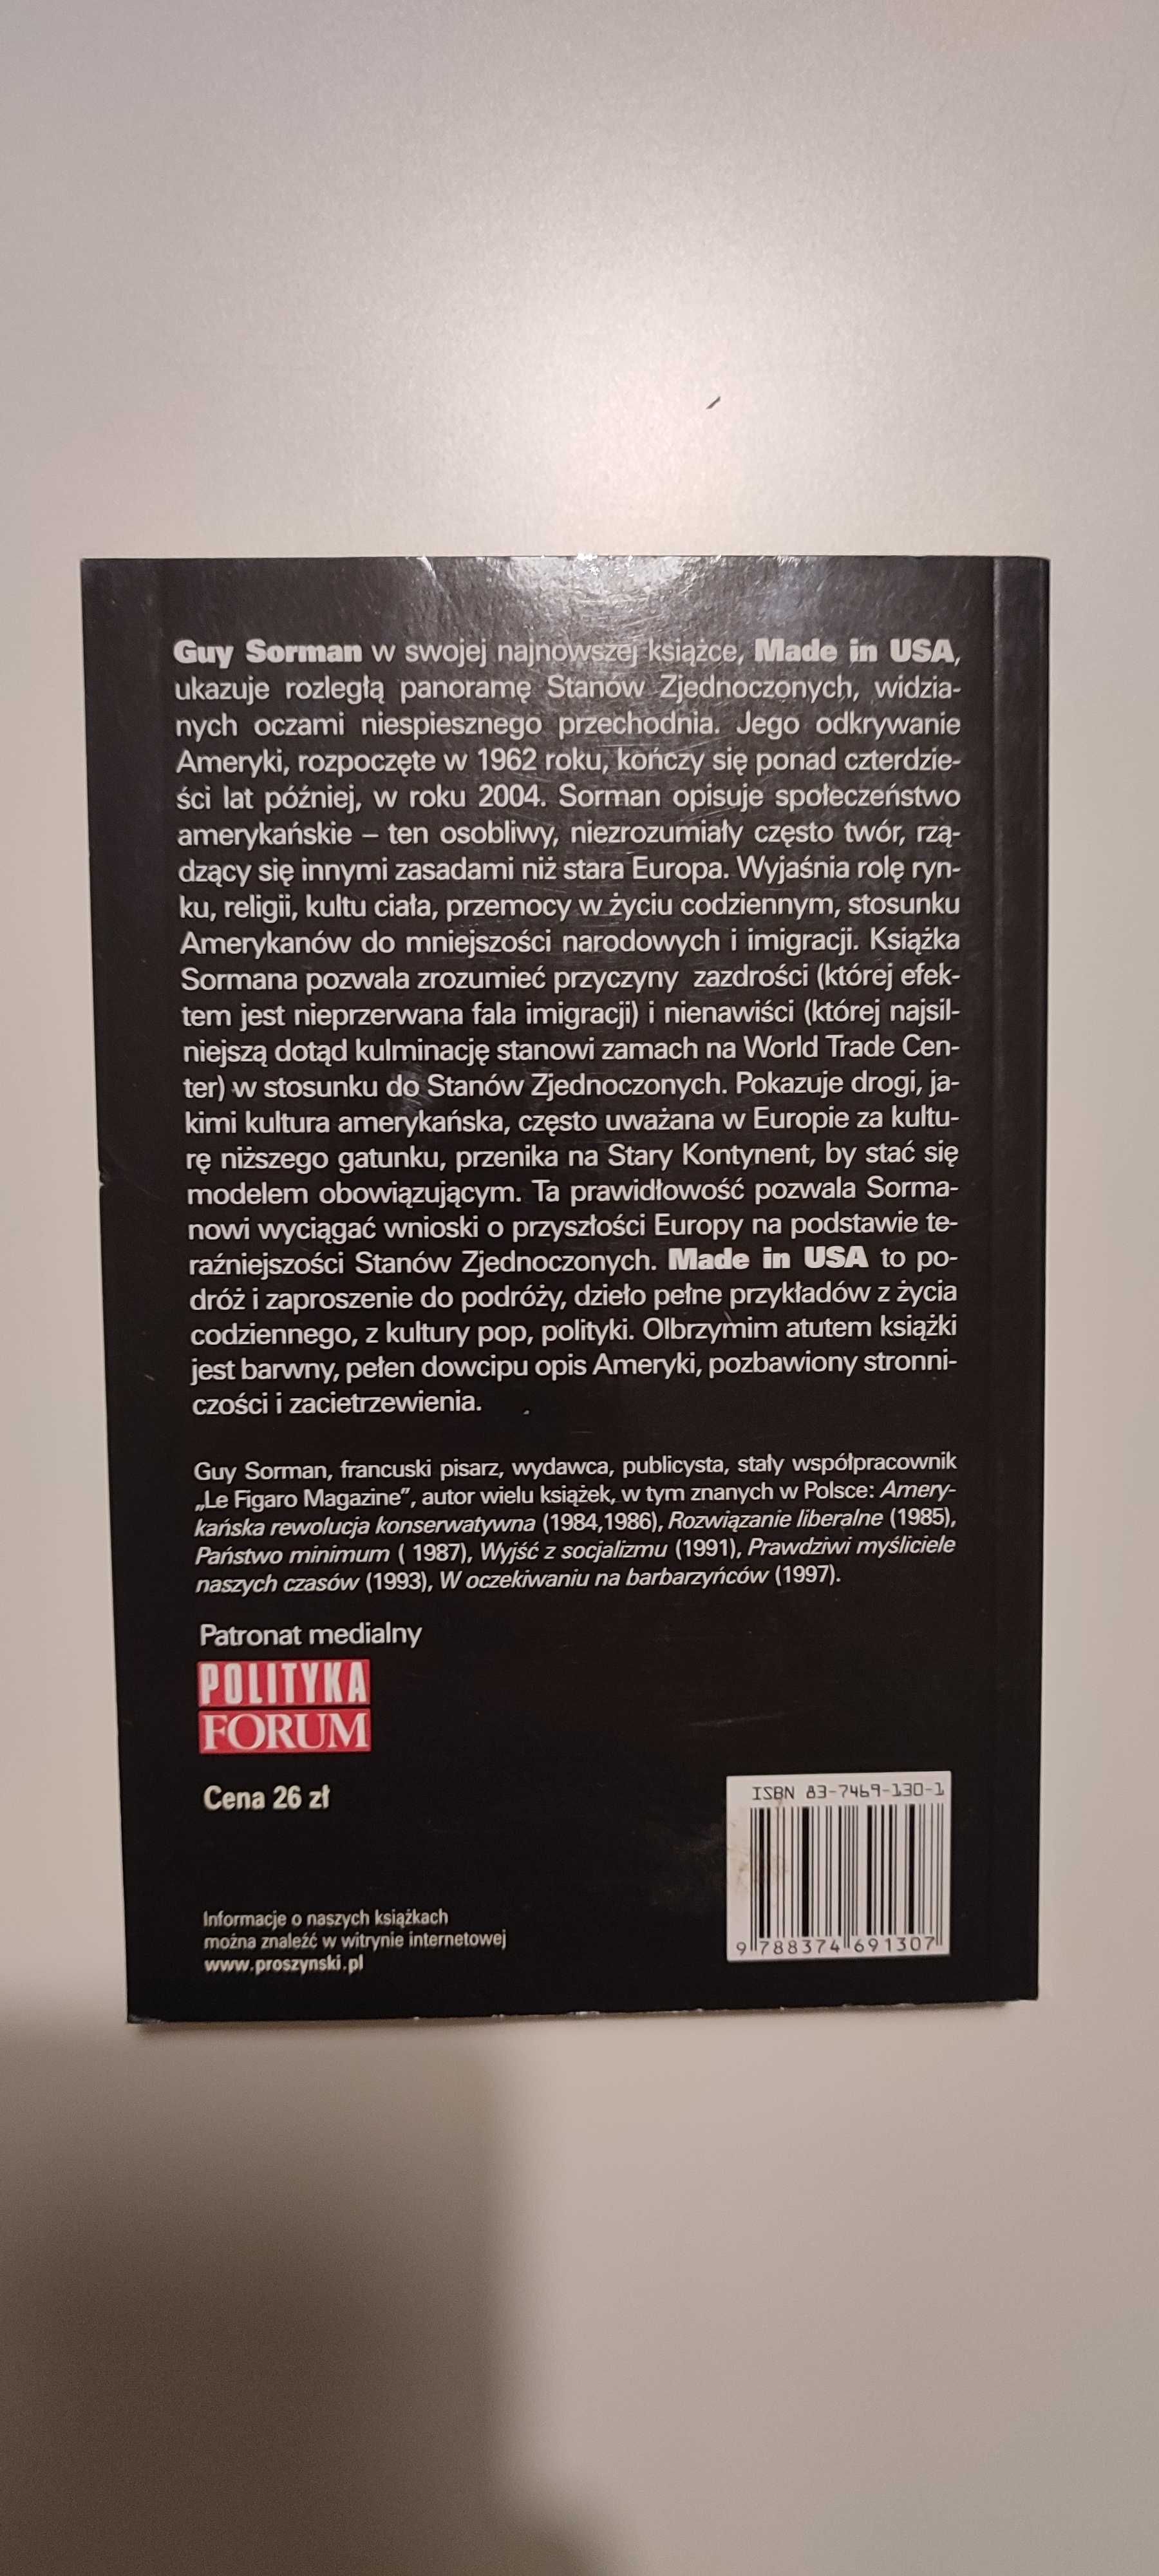 Guy Sorman w swojej najnowszej książce, Made in USA,
ukazuje rozległą panoramę Stanów Zjednoczonych, widzia-
nych oczami niespiesznego przechodnia. Jego odkrywanie
Ameryki, rozpoczęte w 1962 roku, kończy się ponad czterdzie-
ści lat później, w roku 2004. Sorman opisuje społeczeństwo
amerykańskie – ten osobliwy, niezrozumiały często twór, rzą-
dzący się innymi zasadami niż stara Europa. Wyjaśnia rolę ryn-
ku, religii, kultu ciała, przemocy w życiu codziennym, stosunku
Amerykanów do mniejszości narodowych i imigracji. Książka
Sormana pozwala zrozumieć przyczyny zazdrości (której efek-
tem jest nieprzerwana fala imigracji) i nienawiści (której najsil-
niejszą dotąd kulminację stanowi zamach na World Trade Cen-
ter) w stosunku do Stanów Zjednoczonych. Pokazuje drogi, ja-
kimi kultura amerykańska, często uważana w Europie za kultu-
rę niższego gatunku, przenika na Stary Kontynent, by stać się
modelem obowiązującym. Ta prawidłowość pozwala Sorma-
nowi wyciągać wnioski o przyszłości Europy na podstawie te-
raźniejszości Stanów Zjednoczonych. Made in USA to po-
dróż i zaproszenie do podróży, dzieło pełne przykładów z życia
codziennego, z kultury pop, polityki. Olbrzymim atutem książki
jest barwny, pełen dowcipu opis Ameryki, pozbawiony stronni-
czości i zacietrzewienia.
Guy Sorman, francuski pisarz, wydawca, publicysta, stały współpracownik
„Le Figaro Magazine”, autor wielu książek, w tym znanych w Polsce: Amery-
kańska rewolucja konserwatywna (1984,1986), Rozwiązanie liberalne (1985),
Państwo minimum ( 1987), Wyjść z socjalizmu (1991), Prawdziwi myśliciele
naszych czasów (1993), W oczekiwaniu na barbarzyńców (1997).
Patronat medialny
POLITYKA
FORUM
Cena 26 zł
ISBN 83-7469-130-1
9 788374 691307
Informacje o naszych książkach
można znaleźć w witrynie internetowej
www.proszynski.pl